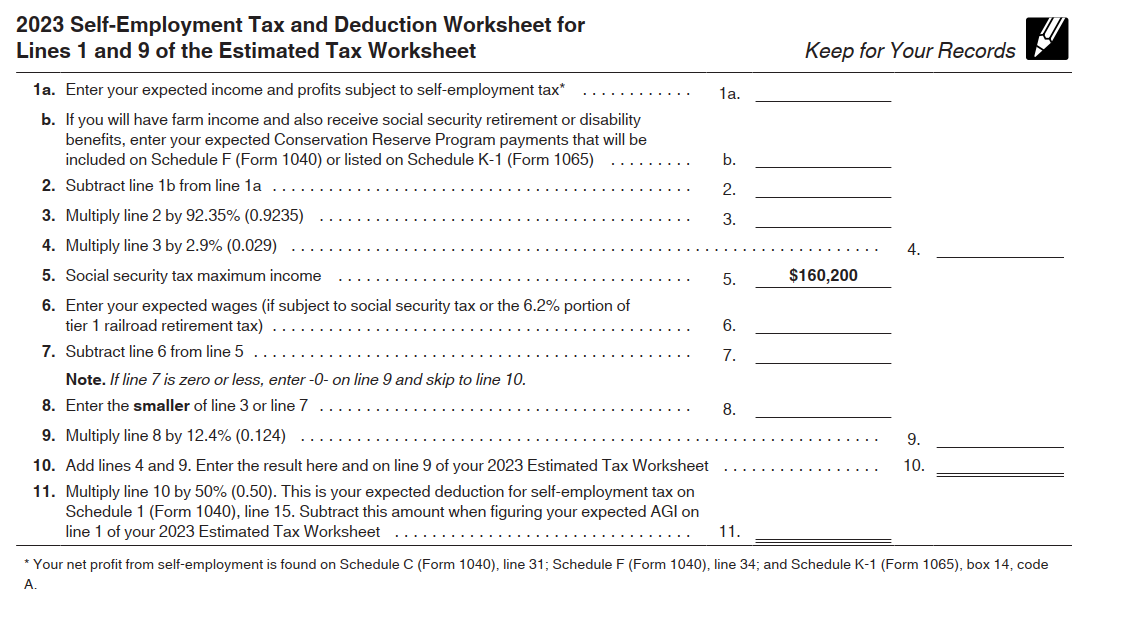 2023 Self-Employment Tax and Deduction Worksheet for
Lines 1 and 9 of the Estimated Tax Worksheet
Keep for Your Records
1a. Enter your expected income and profits subject to self-employment tax* . . . . . . . . . . . . 1a.
b. If you will have farm income and also receive social security retirement or disability
benefits, enter your expected Conservation Reserve Program payments that will be
included on Schedule F (Form 1040) or listed on Schedule K-1 (Form 1065) . . . . . . . . . b.
2. Subtract line 1b from line 1a . . . . . . . . . . . . . . . . . . . . . . . . . . . . . . . . . . . . . . . . . . . . . 2.
3. Multiply line 2 by 92.35% (0.9235) . . . . . . . . . . . . . . . . . . . . . . . . . . . . . . . . . . . . . . . . 3.
4. Multiply line 3 by 2.9% (0.029) . . . . . . . . . . . . . . . . . . . . . . . . . . . . . . . . . . . . . . . . . . . . . . . . . . . . . . . . . . . . . . . 4.
5. Social security tax maximum income . . . . . . . . . . . . . . . . . . . . . . . . . . . . . . . . . . . . . . 5. $160,200
6. Enter your expected wages (if subject to social security tax or the 6.2% portion of
tier 1 railroad retirement tax) . . . . . . . . . . . . . . . . . . . . . . . . . . . . . . . . . . . . . . . . . . . . . 6.
7. Subtract line 6 from line 5 . . . . . . . . . . . . . . . . . . . . . . . . . . . . . . . . . . . . . . . . . . . . . . . 7.
Note. If line 7 is zero or less, enter -0- on line 9 and skip to line 10.
8. Enter the smaller of line 3 or line 7 . . . . . . . . . . . . . . . . . . . . . . . . . . . . . . . . . . . . . . . . 8.
9. Multiply line 8 by 12.4% (0.124) . . . . . . . . . . . . . . . . . . . . . . . . . . . . . . . . . . . . . . . . . . . . . . . . . . . . . . . . . . . . . . 9.
10. Add lines 4 and 9. Enter the result here and on line 9 of your 2023 Estimated Tax Worksheet . . . . . . . . . . . . . . . . . 10.
11. Multiply line 10 by 50% (0.50). This is your expected deduction for self-employment tax on
Schedule 1 (Form 1040), line 15. Subtract this amount when figuring your expected AGI on
line 1 of your 2023 Estimated Tax Worksheet . . . . . . . . . . . . . . . . . . . . . . . . . . . . . . . . 11.
* Your net profit from self-employment is found on Schedule C (Form 1040), line 31; Schedule F (Form 1040), line 34; and Schedule K-1 (Form 1065), box 14, code
A.